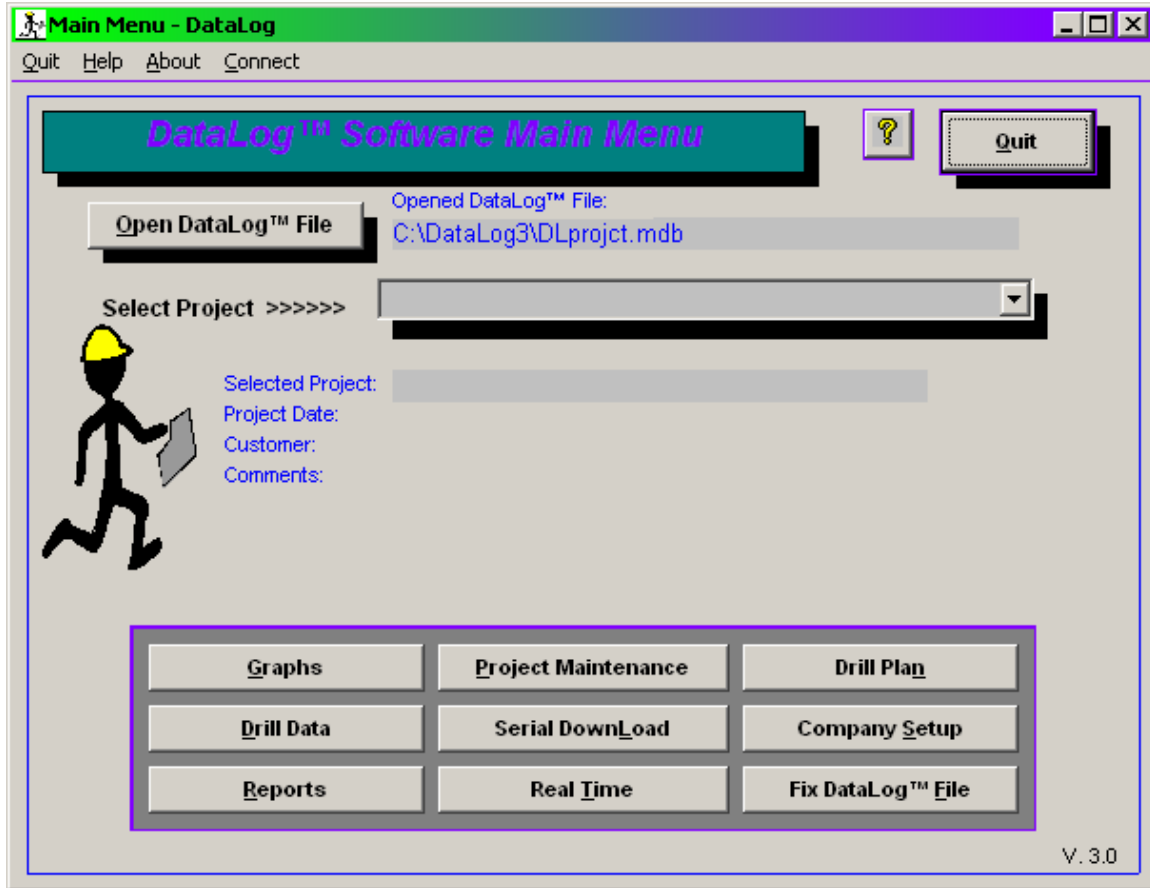 Main Menu - DataLog
Quit Help About Connect
DataLog™ Software Main Menu
?
Quit
Opened DataLog™ File:
Open DataLog™ File
C:\DataLog3\DLprojct.mdb
Select Project >>>>>>
Selected Project:
Project Date:
Customer:
Comments:
Graphs Project Maintenance Drill Plan
Drill Data Serial DownLoad Company Setup
Reports Real Time Fix DataLog™ File
V. 3.0